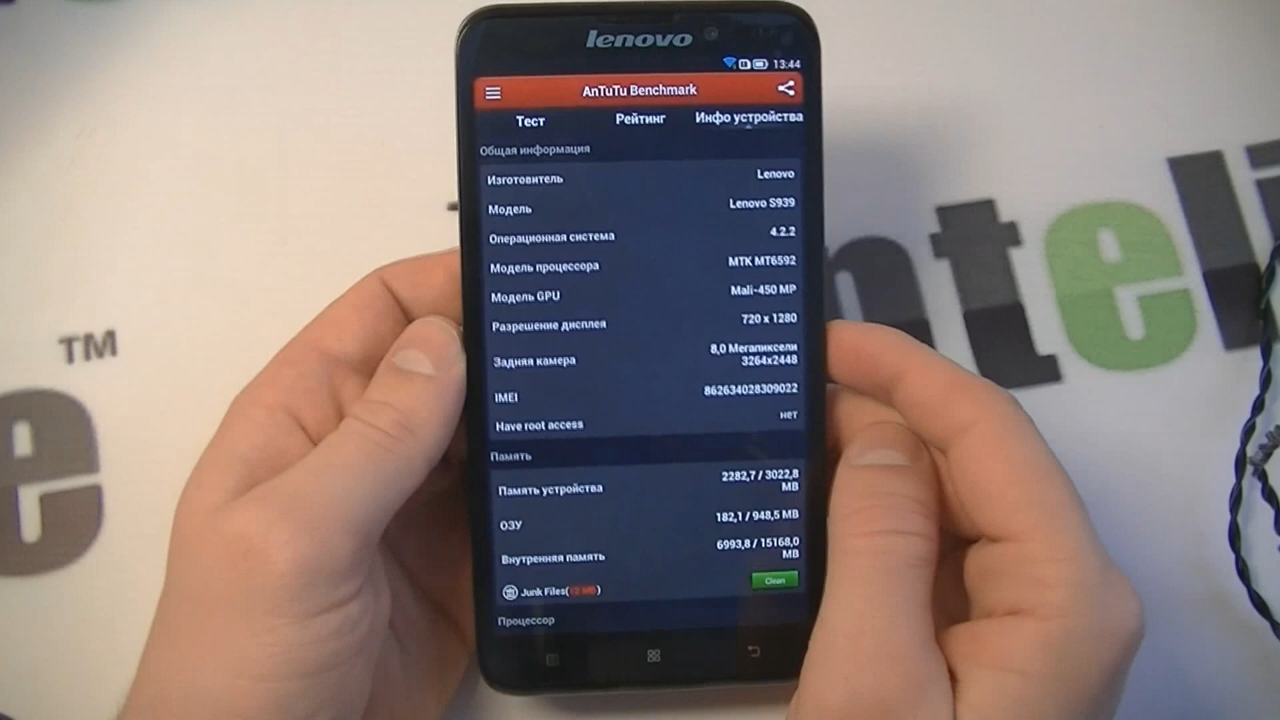 lenovo
13:44
AnTuTu Benchmark
Тест Рейтинг Инфо устройства
Общая информация
Изготовитель Lenovo
Модель Lenovo S939
Операционная система 4.2.2
Модель процессора MTK MT6592
Модель GPU Mali-450 MP
Разрешение дисплея 720 x 1280
Задняя камера 8,0 Мегапиксели
3264x2448
IMEI 862634028309022
Have root access нет
Память
Память устройства 2282,7 / 3022,8
MB
ОЗУ 182,1 / 948,5 MB
Внутренняя память 6993,8 / 15168,0
MB
Junk Files(12 MB) Clean
Процессор
TM
e
nteli